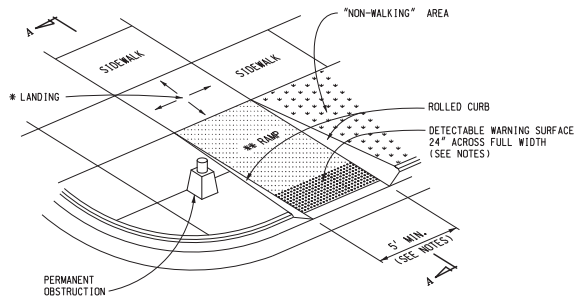 "NON-WALKING" AREA
A
SIDEWALK
SIDEWALK
* LANDING
ROLLED CURB
** RAMP
DETECTABLE WARNING SURFACE
24" ACROSS FULL WIDTH
(SEE NOTES)
5' MIN.
(SEE NOTES)
A
PERMANENT
OBSTRUCTION